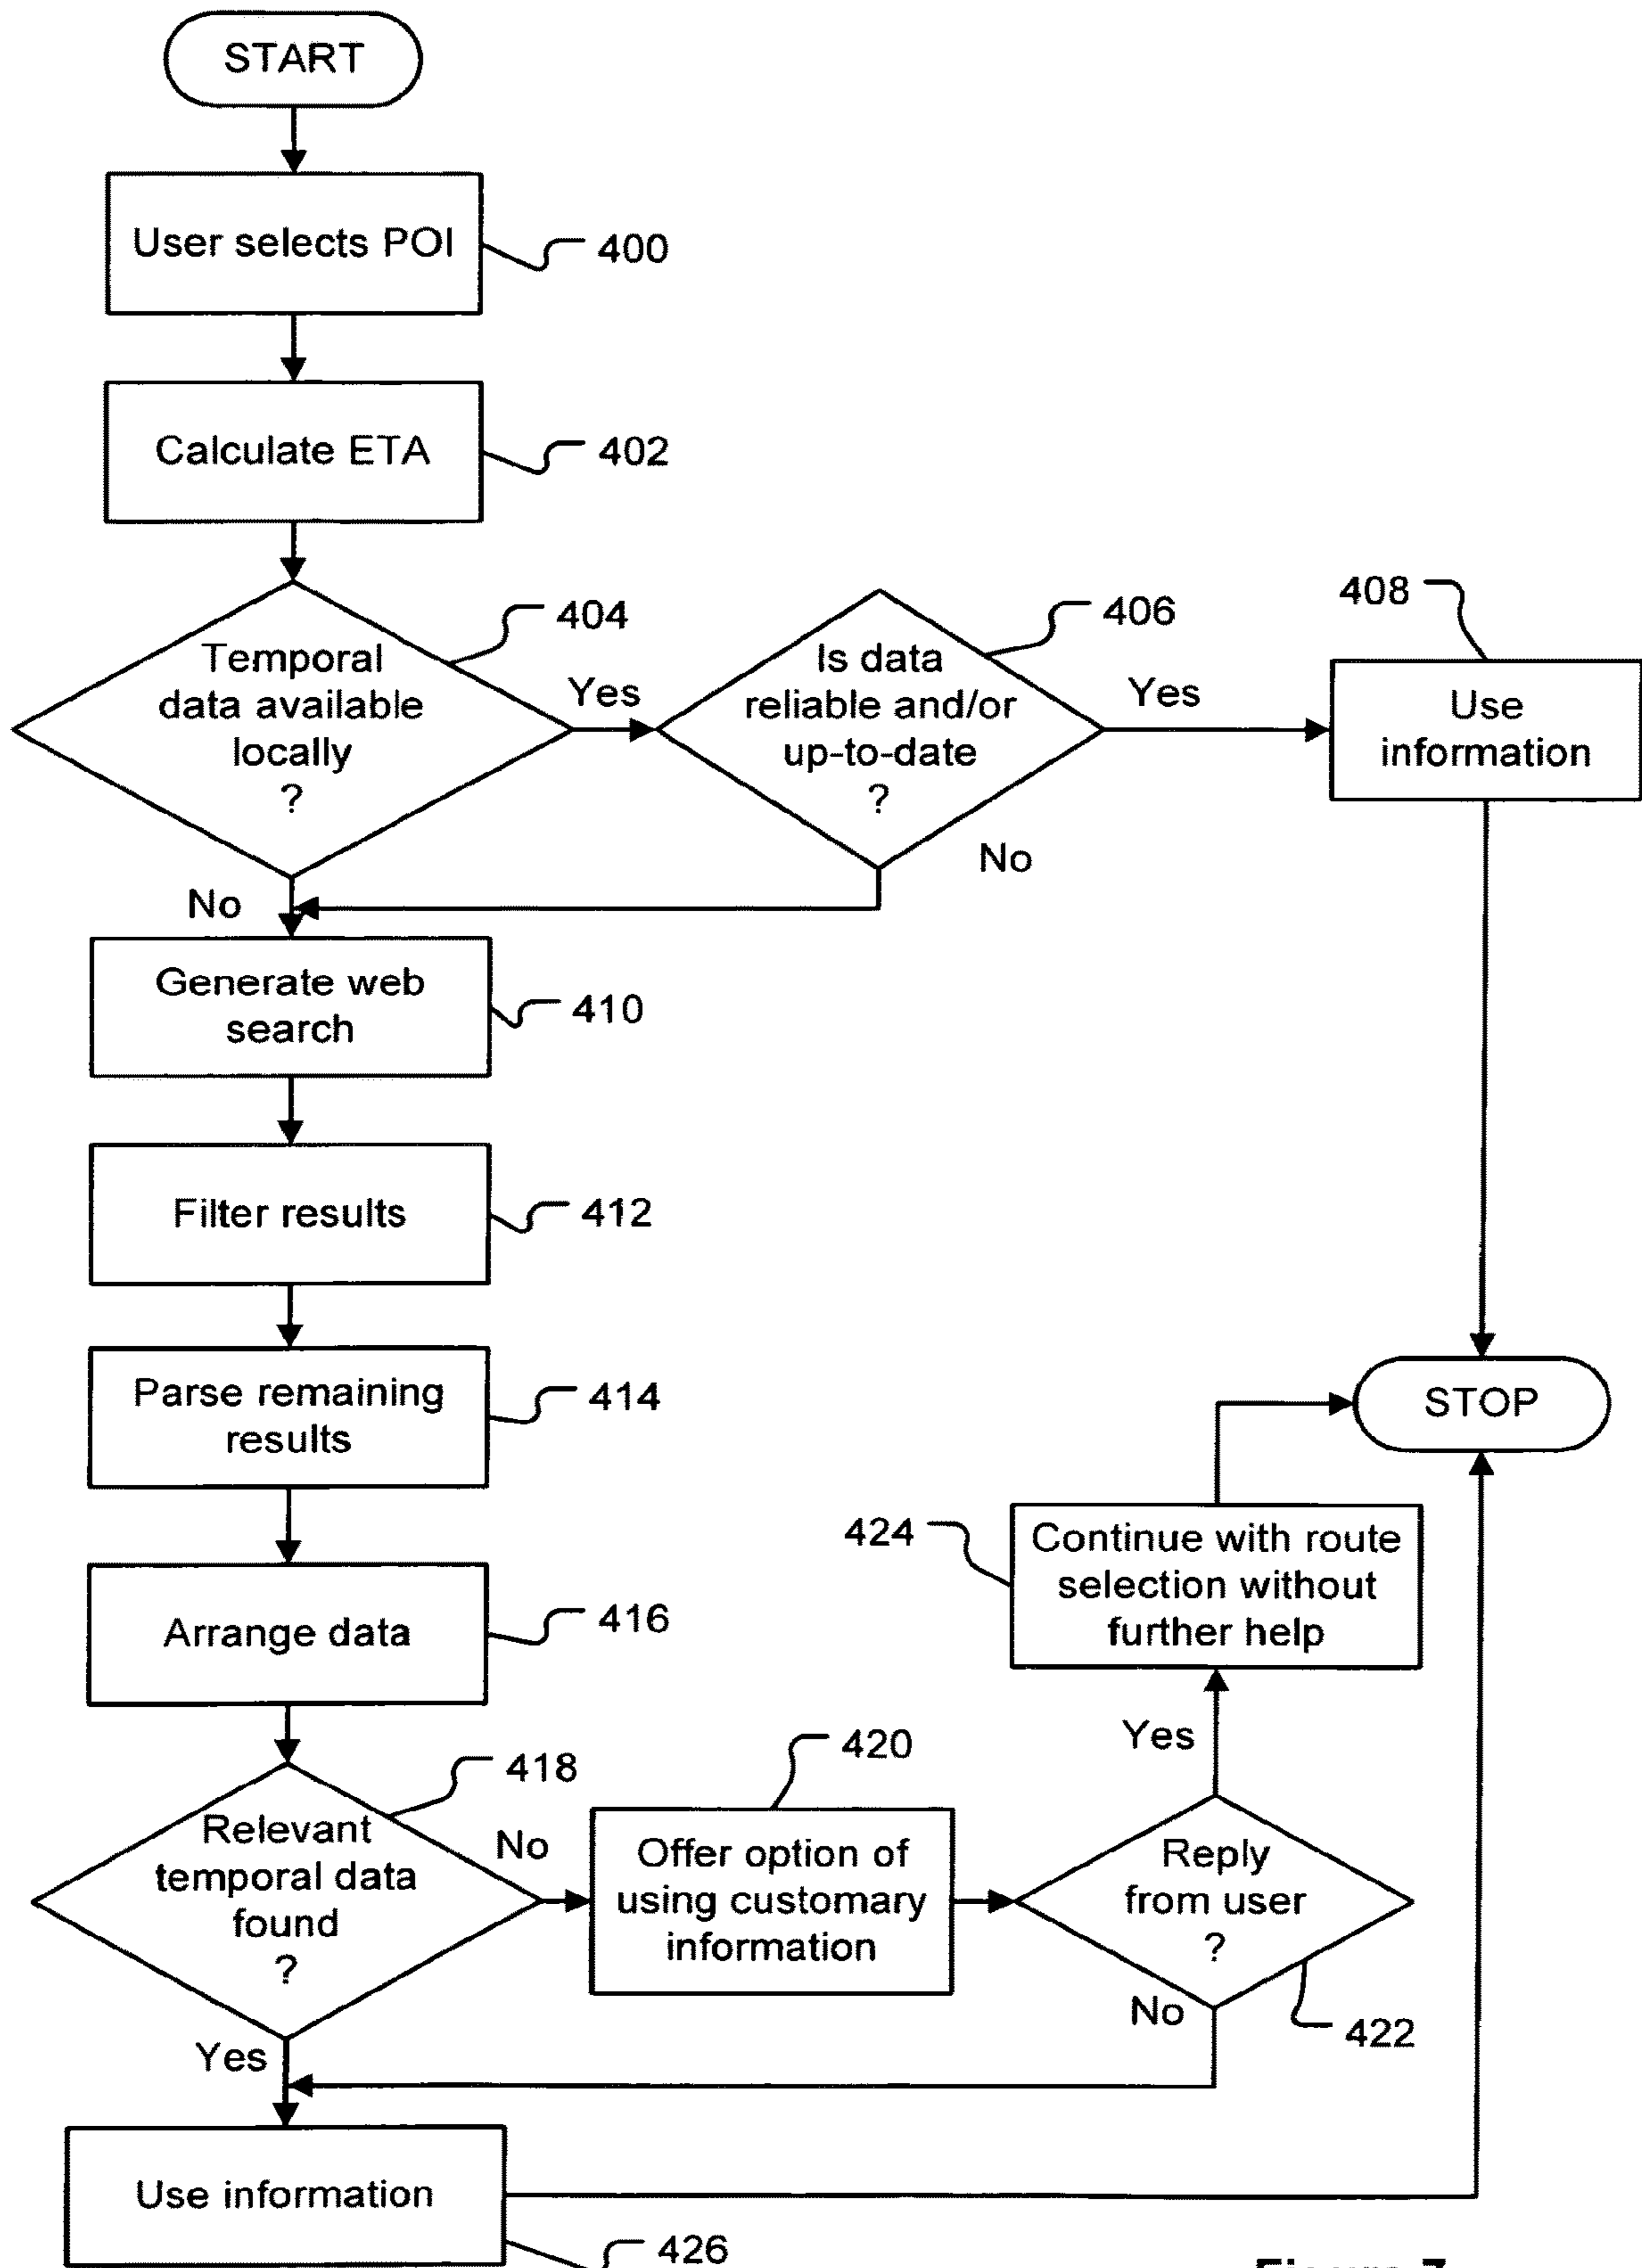 START
User selects POI
400
Calculate ETA
402
Temporal
data available
locally
?
404
Yes
Is data
reliable and/or
up-to-date
?
406
Yes
408
Use
information
No
No
Generate web
search
410
Filter results
412
Parse remaining
results
414
STOP
Arrange data
416
424
Continue with route
selection without
further help
Yes
Relevant
temporal data
found
?
418
No
420
Offer option of
using customary
information
Reply
from user
?
422
No
Yes
Use information
426